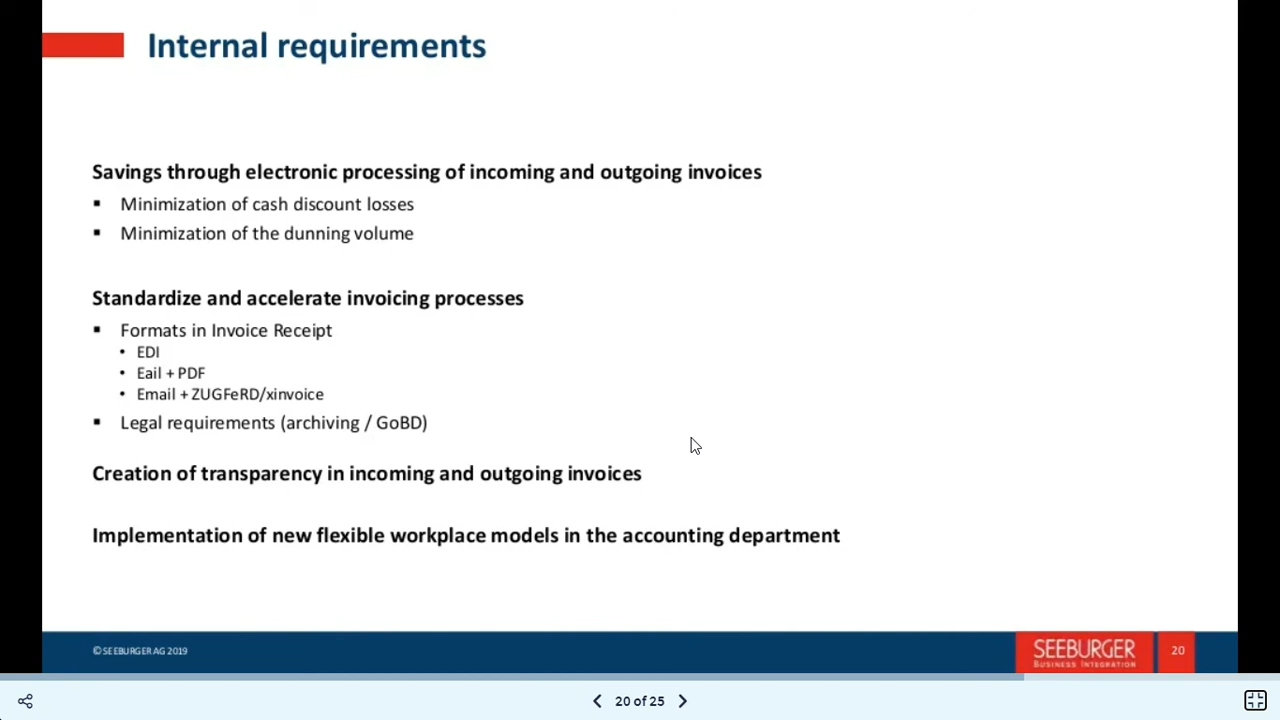 Internal requirements
Savings through electronic processing of incoming and outgoing invoices
▪ Minimization of cash discount losses
▪ Minimization of the dunning volume
Standardize and accelerate invoicing processes
▪ Formats in Invoice Receipt
• EDI
• Eail + PDF
• Email + ZUGFeRD/xinvoice
▪ Legal requirements (archiving / GoBD)
Creation of transparency in incoming and outgoing invoices
Implementation of new flexible workplace models in the accounting department
© SEEBURGER AG 2019
SEEBURGER
BUSINESS INTEGRATION
20
20 of 25